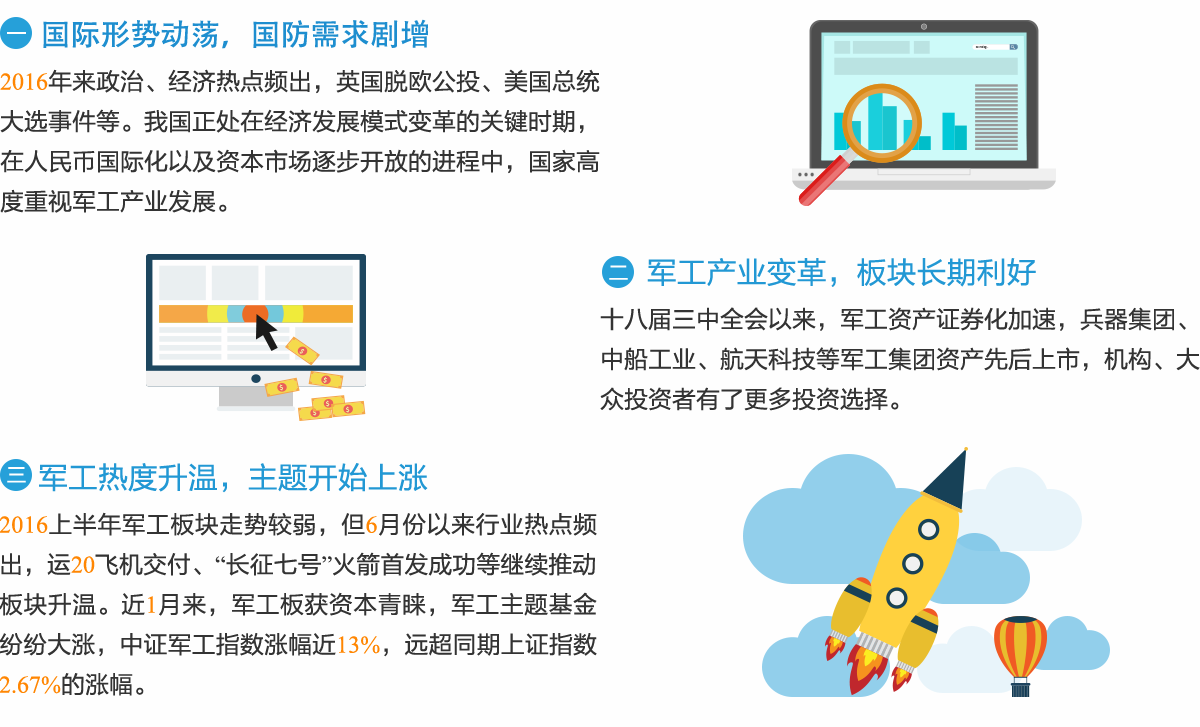 一 国际形势动荡，国防需求剧增
2016年来政治、经济热点频出，英国脱欧公投、美国总统
大选事件等。我国正处在经济发展模式变革的关键时期，
在人民币国际化以及资本市场逐步开放的进程中，国家高
度重视军工产业发展。
二 军工产业变革，板块长期利好
十八届三中全会以来，军工资产证券化加速，兵器集团、
中船工业、航天科技等军工集团资产先后上市，机构、大
众投资者有了更多投资选择。
三 军工热度升温，主题开始上涨
2016上半年军工板块走势较弱，但6月份以来行业热点频
出，运20飞机交付、“长征七号”火箭首发成功等继续推动
板块升温。近1月来，军工板获资本青睐，军工主题基金
纷纷大涨，中证军工指数涨幅近13%，远超同期上证指数
2.67%的涨幅。